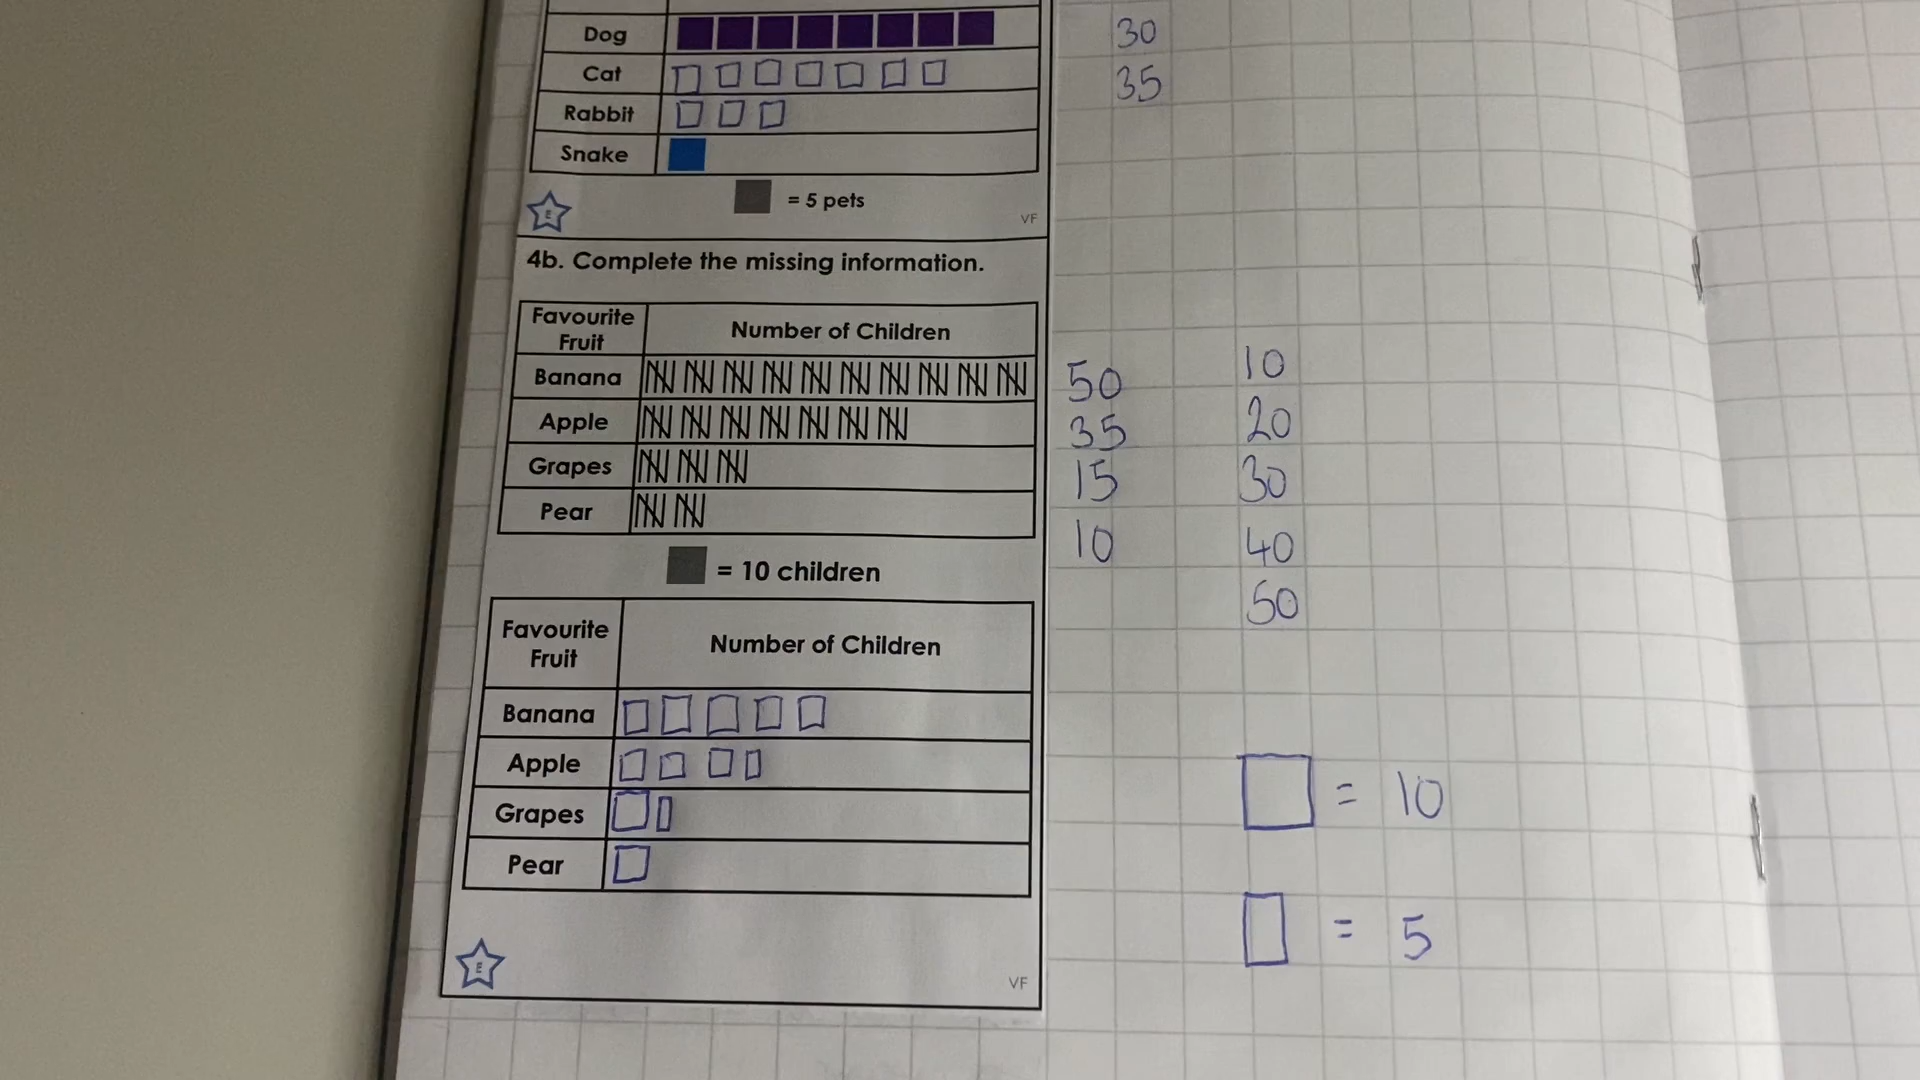 Dog
30
Cat
35
Rabbit
Snake
= 5 pets
E
VF
4b. Complete the missing information.
Favourite Fruit
Number of Children
Banana
50
10
Apple
35
20
Grapes
15
30
Pear
10
40
50
= 10 children
Favourite Fruit
Number of Children
Banana
Apple
Grapes
Pear
= 10
= 5
E
VF